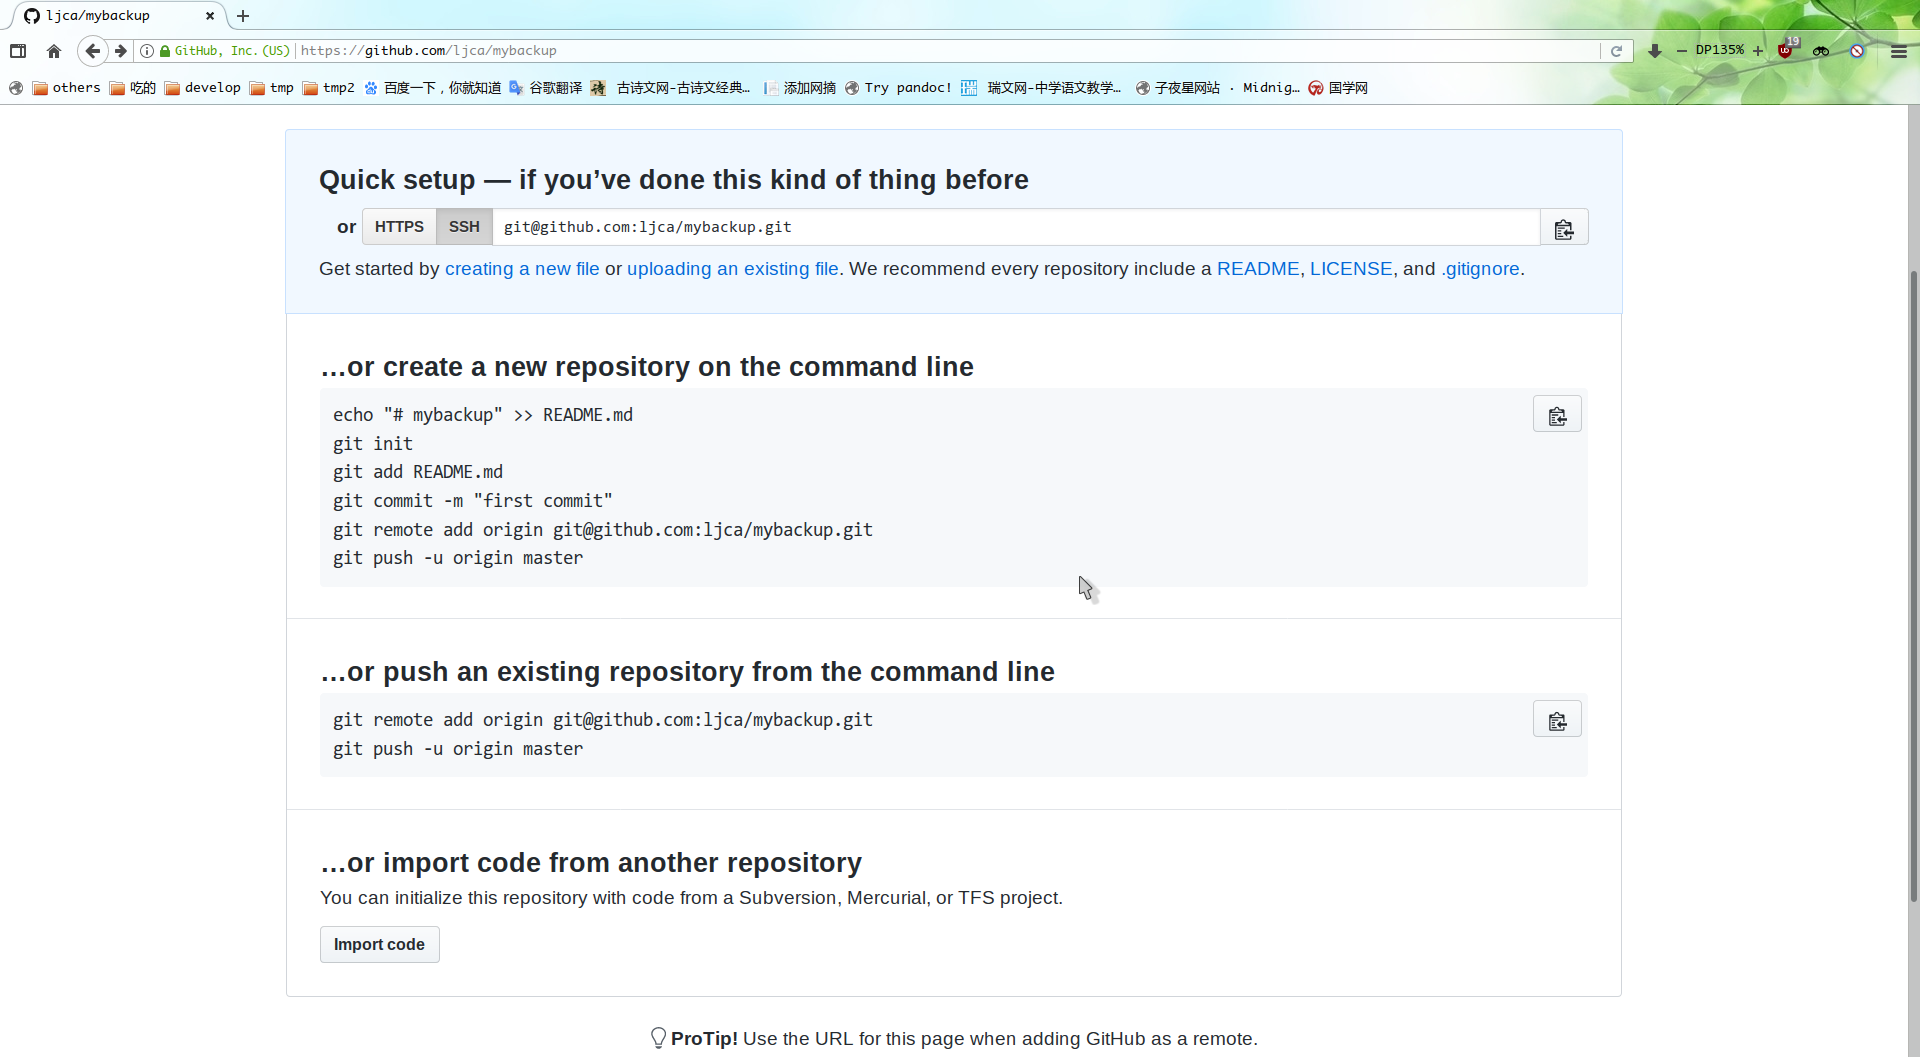 ljca/mybackup
GitHub, Inc. (US) https://github.com/ljca/mybackup DP135% 19
others 吃的 develop tmp tmp2 百度一下，你就知道 谷歌翻译 古诗文网-古诗文经典... 添加网摘 Try pandoc! 瑞文网-中学语文教学... 子夜星网站 · Midnig... 国学网
Quick setup — if you’ve done this kind of thing before
or HTTPS SSH git@github.com:ljca/mybackup.git
Get started by creating a new file or uploading an existing file. We recommend every repository include a README, LICENSE, and .gitignore.
…or create a new repository on the command line
echo "# mybackup" >> README.md
git init
git add README.md
git commit -m "first commit"
git remote add origin git@github.com:ljca/mybackup.git
git push -u origin master
…or push an existing repository from the command line
git remote add origin git@github.com:ljca/mybackup.git
git push -u origin master
…or import code from another repository
You can initialize this repository with code from a Subversion, Mercurial, or TFS project.
Import code
ProTip! Use the URL for this page when adding GitHub as a remote.